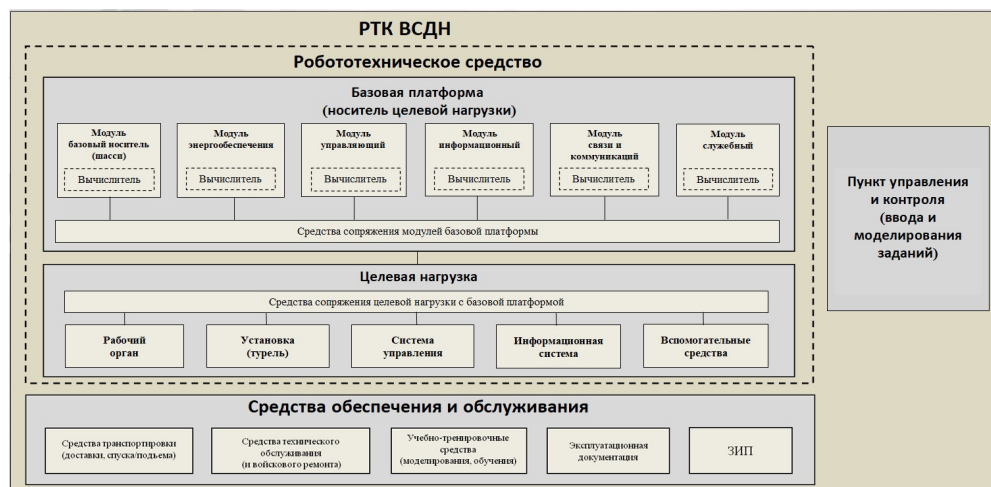 РТК ВСДН
Робототехническое средство
Базовая платформа
(носитель целевой нагрузки)
Модуль
базовый носитель
(шасси)
Вычислитель
Модуль
энергообеспечения
Вычислитель
Модуль
управляющий
Вычислитель
Модуль
информационный
Вычислитель
Модуль
связи и
коммуникаций
Вычислитель
Модуль
служебный
Вычислитель
Средства сопряжения модулей базовой платформы
Целевая нагрузка
Средства сопряжения целевой нагрузки с базовой платформой
Рабочий
орган
Установка
(турель)
Система
управления
Информационная
система
Вспомогательные
средства
Пункт управления
и контроля
(ввода и
моделирования
заданий)
Средства обеспечения и обслуживания
Средства транспортировки
(доставки, спуска/подъема)
Средства технического
обслуживания
(и войскового ремонта)
Учебно-тренировочные
средства
(моделирования, обучения)
Эксплуатационная
документация
ЗИП